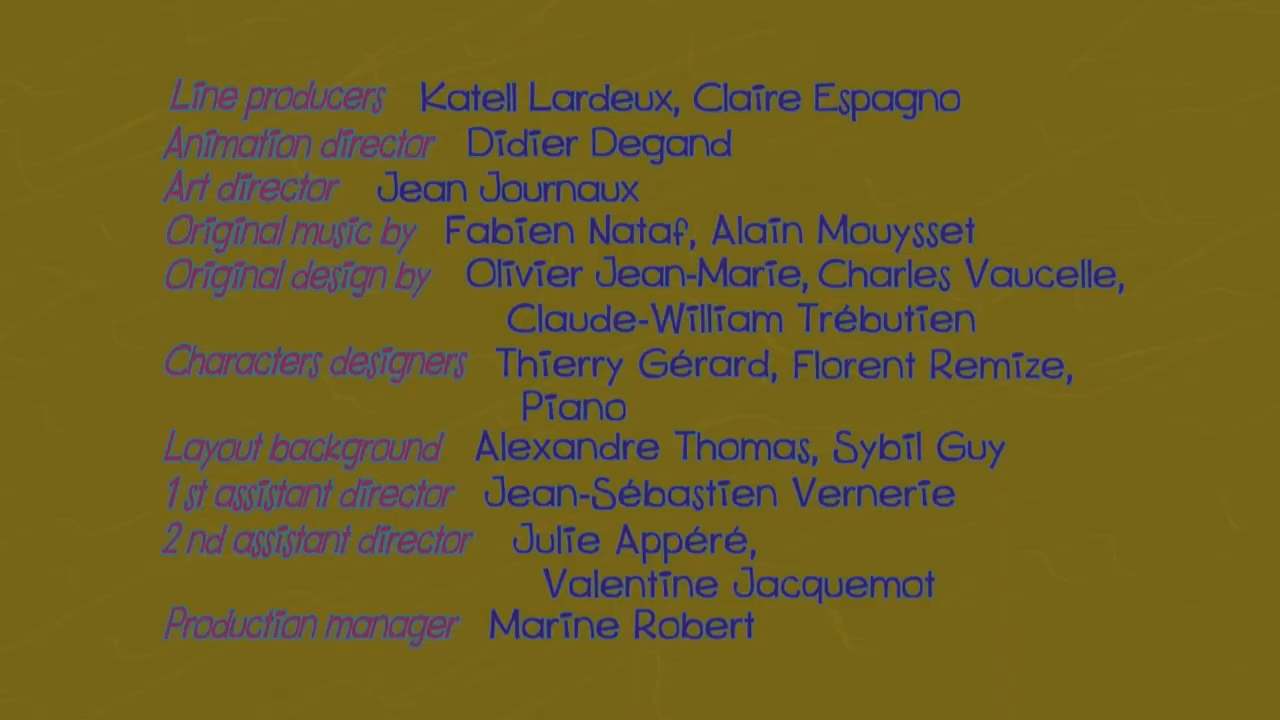 Line producers Katell Lardeux, Claire Espagno
Animation director Didier Degand
Art director Jean Journaux
Original music by Fabien Nataf, Alain Mouysset
Original design by Olivier Jean-Marie, Charles Vaucelle,
Claude-William Trébutien
Characters designers Thierry Gérard, Florent Remize,
Piano
Layout background Alexandre Thomas, Sybil Guy
1 st assistant director Jean-Sébastien Vernerie
2 nd assistant director Julie Appéré,
Valentine Jacquemot
Production manager Marine Robert